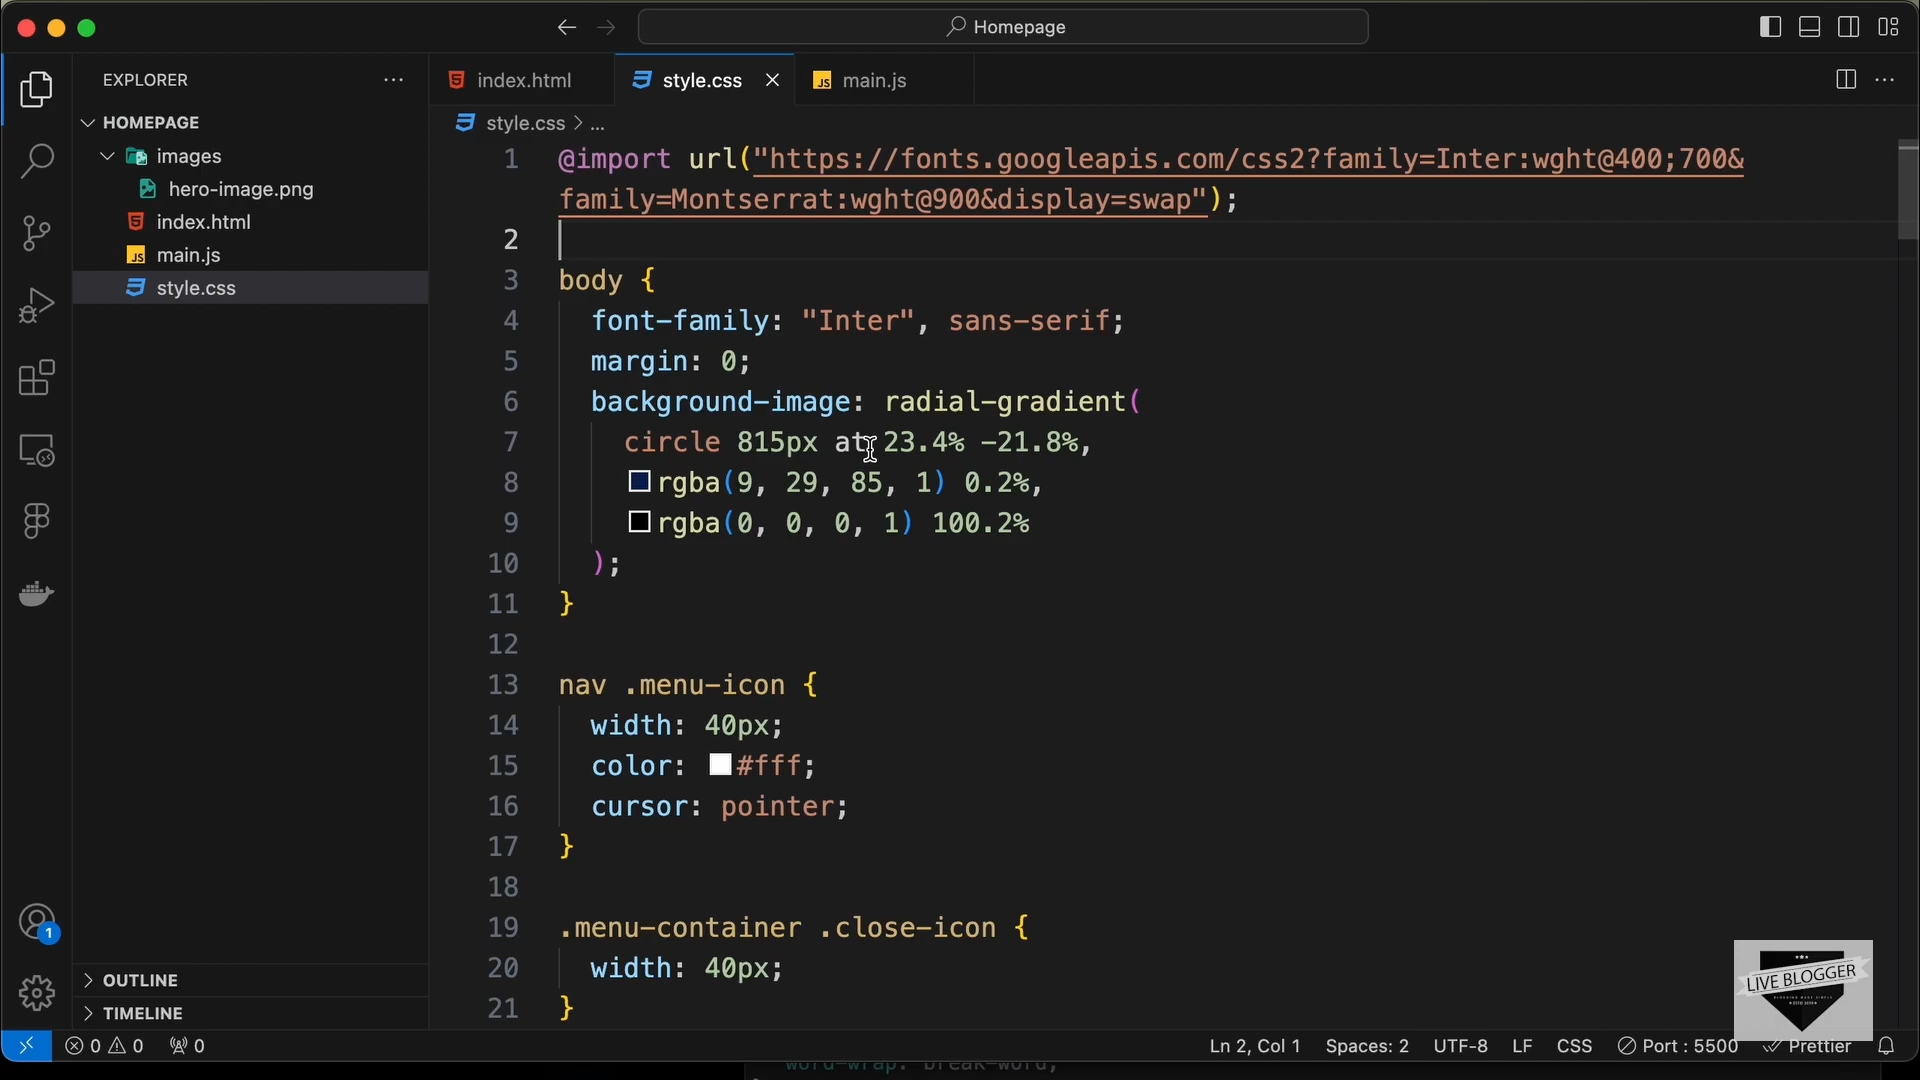 Homepage
EXPLORER
index.html
style.css
main.js
HOMEPAGE
style.css > ...
images
hero-image.png
index.html
main.js
style.css
1 @import url("https://fonts.googleapis.com/css2?family=Inter:wght@400;700&
family=Montserrat:wght@900&display=swap");
2
3 body {
4 font-family: "Inter", sans-serif;
5 margin: 0;
6 background-image: radial-gradient(
7 circle 815px at 23.4% -21.8%,
8 rgba(9, 29, 85, 1) 0.2%,
9 rgba(0, 0, 0, 1) 100.2%
10 );
11 }
12
13 nav .menu-icon {
14 width: 40px;
15 color: #fff;
16 cursor: pointer;
17 }
18
19 .menu-container .close-icon {
20 width: 40px;
21 }
1
OUTLINE
TIMELINE
LIVE BLOGGER
0 0 0
Ln 2, Col 1 Spaces: 2 UTF-8 LF CSS Port : 5500 Prettier
word-wrap: break-word;